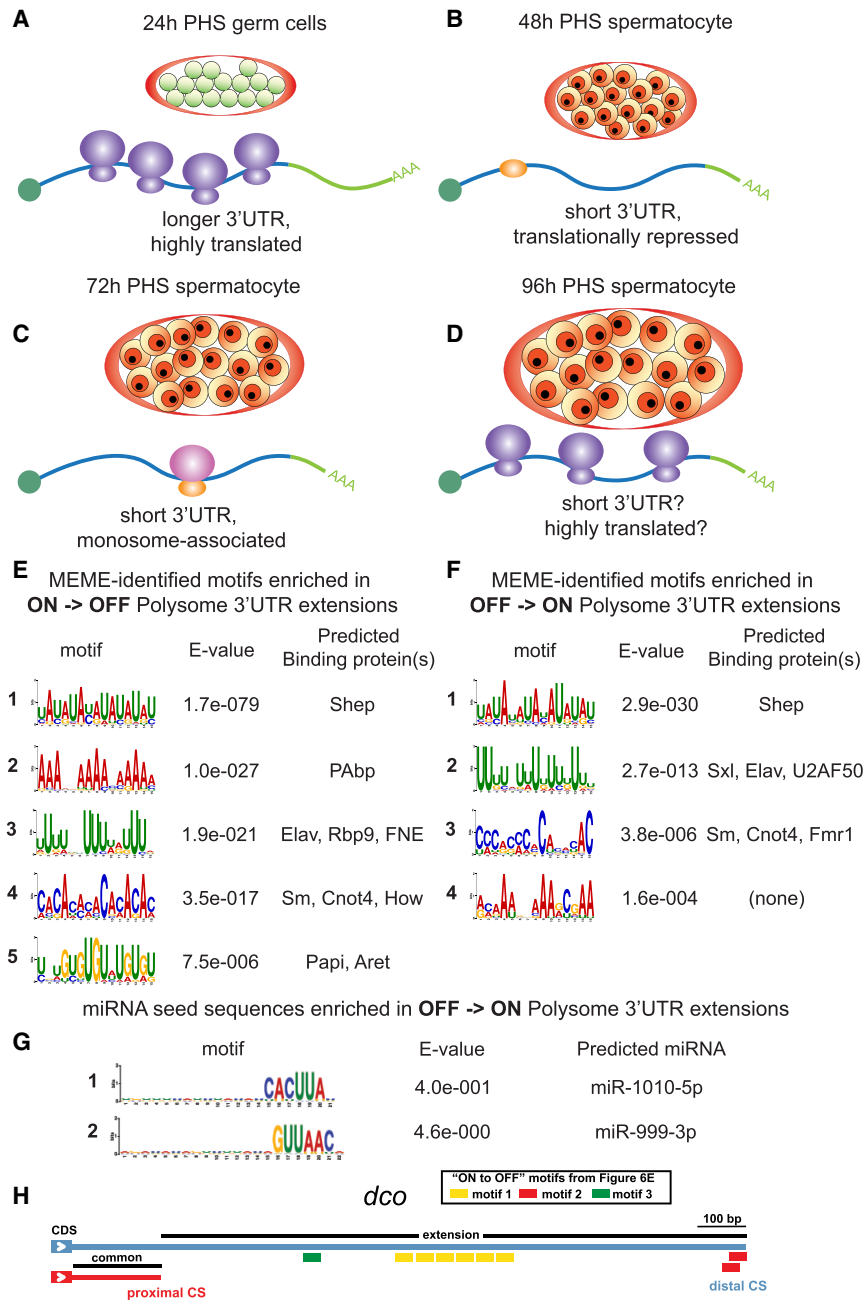 A
24h PHS germ cells
AAA
longer 3'UTR,
highly translated
B
48h PHS spermatocyte
AAA
short 3'UTR,
translationally repressed
C
72h PHS spermatocyte
AAA
short 3'UTR,
monosome-associated
D
96h PHS spermatocyte
AAA
short 3'UTR?
highly translated?
E
MEME-identified motifs enriched in
ON -> OFF Polysome 3'UTR extensions
motif E-value Predicted
Binding protein(s)
1 1.7e-079 Shep
2 1.0e-027 PAbp
3 1.9e-021 Elav, Rbp9, FNE
4 3.5e-017 Sm, Cnot4, How
5 7.5e-006 Papi, Aret
F
MEME-identified motifs enriched in
OFF -> ON Polysome 3'UTR extensions
motif E-value Predicted
Binding protein(s)
1 2.9e-030 Shep
2 2.7e-013 Sxl, Elav, U2AF50
3 3.8e-006 Sm, Cnot4, Fmr1
4 1.6e-004 (none)
miRNA seed sequences enriched in OFF -> ON Polysome 3'UTR extensions
G
motif E-value Predicted miRNA
1 CACUUA 4.0e-001 miR-1010-5p
2 GUUAAC 4.6e-000 miR-999-3p
H
dco
"ON to OFF" motifs from Figure 6E
motif 1 motif 2 motif 3
100 bp
CDS
extension
common
proximal CS
distal CS